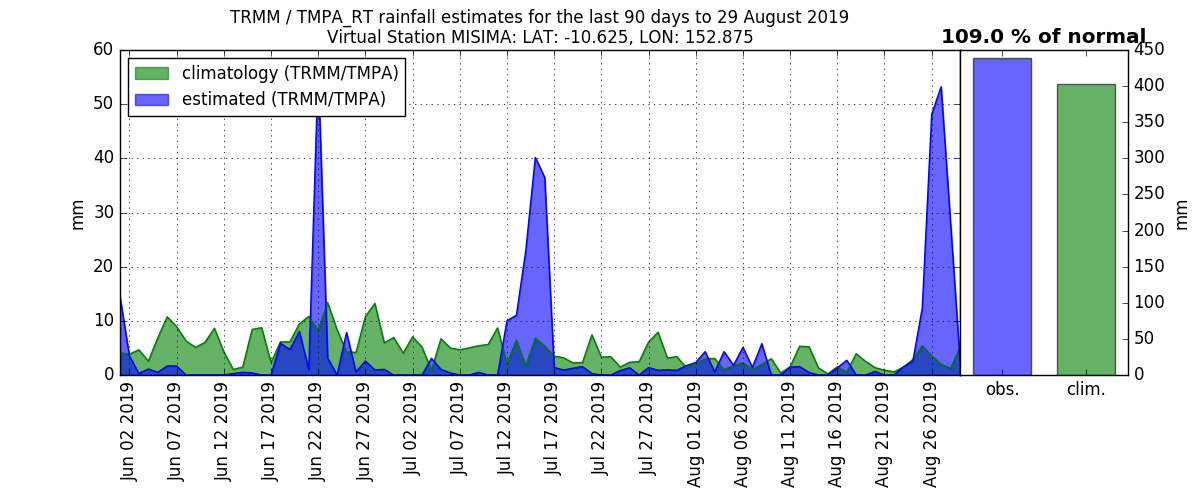 TRMM / TMPA_RT rainfall estimates for the last 90 days to 29 August 2019
Virtual Station MISIMA: LAT: -10.625, LON: 152.875
109.0 % of normal
climatology (TRMM/TMPA)
estimated (TRMM/TMPA)
60
50
40
30
20
10
0
mm
Jun 02 2019
Jun 07 2019
Jun 12 2019
Jun 17 2019
Jun 22 2019
Jun 27 2019
Jul 02 2019
Jul 07 2019
Jul 12 2019
Jul 17 2019
Jul 22 2019
Jul 27 2019
Aug 01 2019
Aug 06 2019
Aug 11 2019
Aug 16 2019
Aug 21 2019
Aug 26 2019
450
400
350
300
250
200
150
100
50
0
mm
obs.
clim.